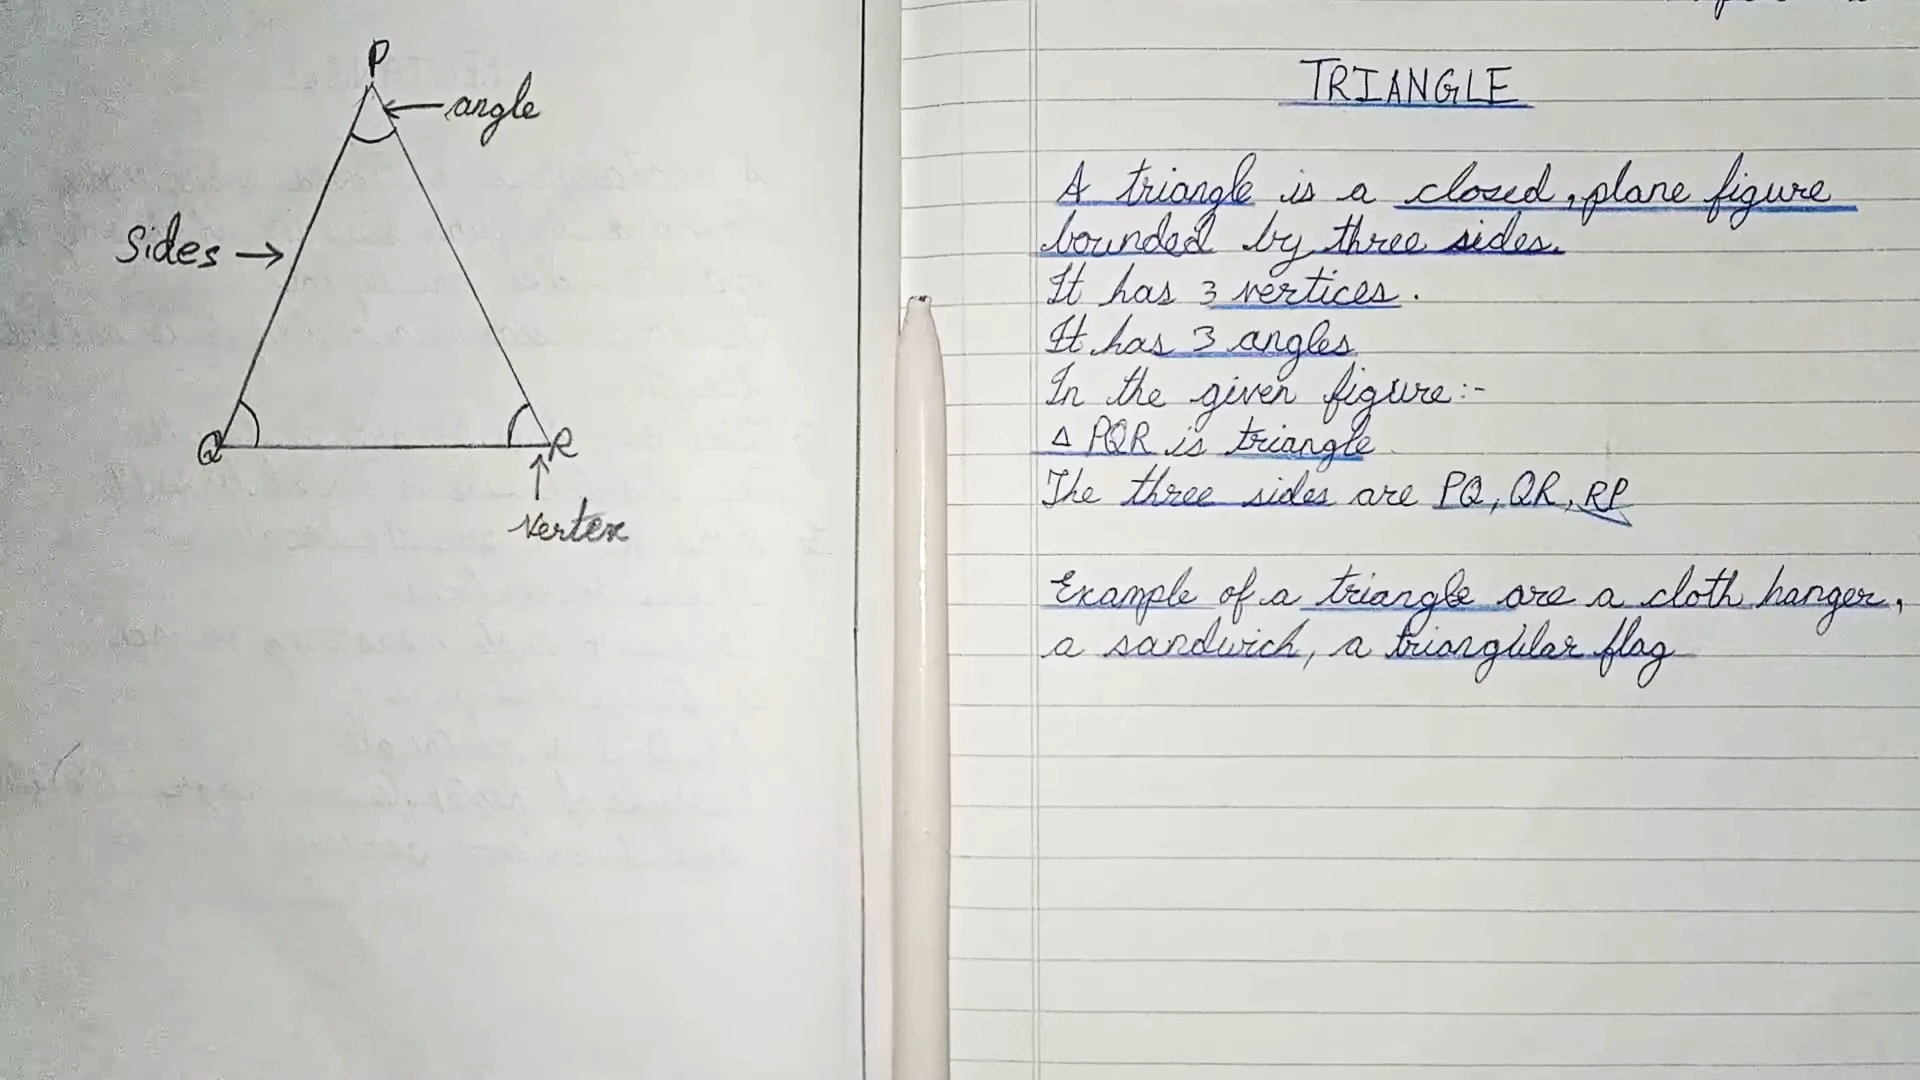 P
angle
Sides
Q
R
Vertex
TRIANGLE
A triangle is a closed, plane figure
bounded by three sides.
It has 3 vertices.
It has 3 angles
In the given figure:-
△ PQR is triangle
The three sides are PQ, QR, RP
Example of a triangle are a cloth hanger,
a sandwich, a triangular flag